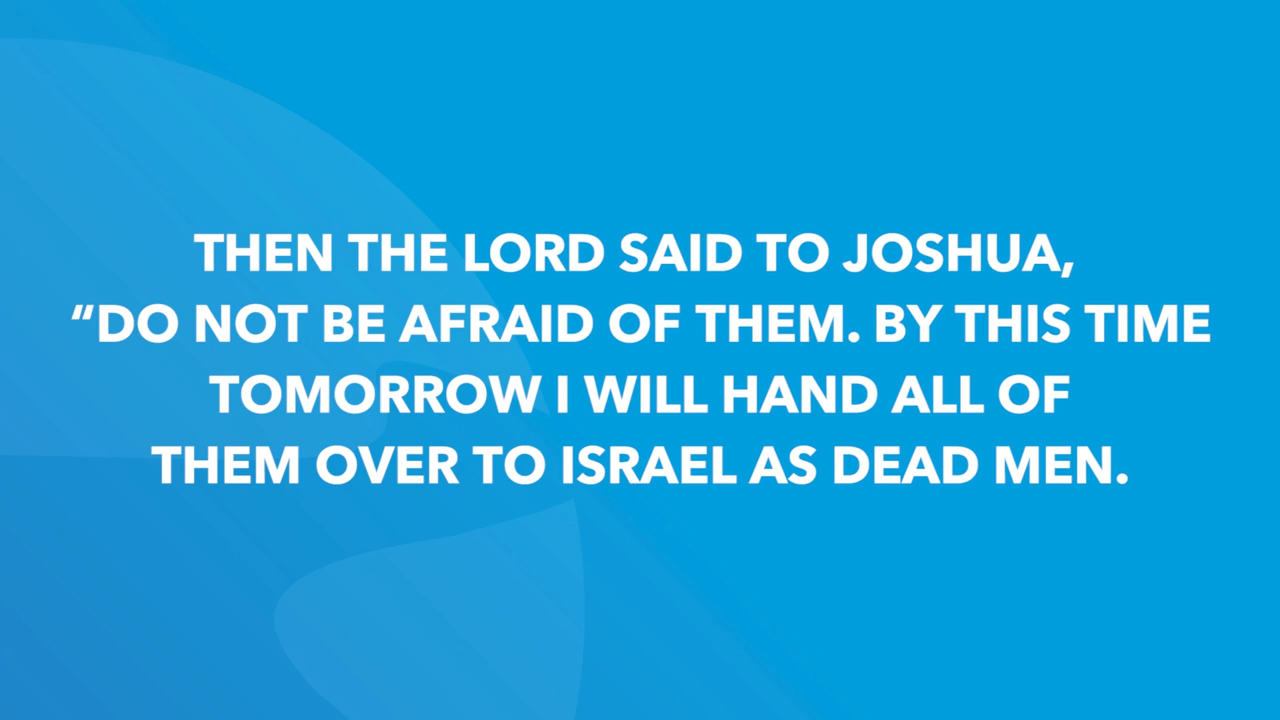 THEN THE LORD SAID TO JOSHUA,
“DO NOT BE AFRAID OF THEM. BY THIS TIME
TOMORROW I WILL HAND ALL OF
THEM OVER TO ISRAEL AS DEAD MEN.